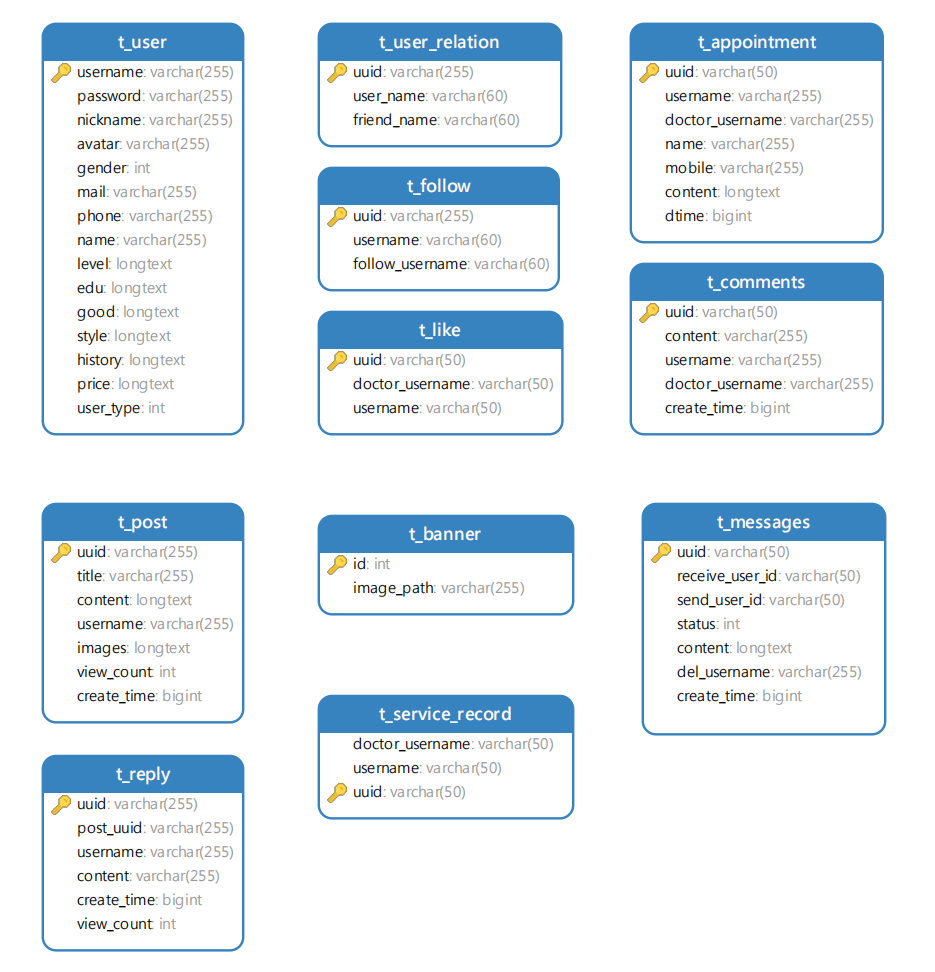 t_user
username: varchar(255)
password: varchar(255)
nickname: varchar(255)
avatar: varchar(255)
gender: int
mail: varchar(255)
phone: varchar(255)
name: varchar(255)
level: longtext
edu: longtext
good: longtext
style: longtext
history: longtext
price: longtext
user_type: int
t_user_relation
uuid: varchar(255)
user_name: varchar(60)
friend_name: varchar(60)
t_follow
uuid: varchar(255)
username: varchar(60)
follow_username: varchar(60)
t_like
uuid: varchar(50)
doctor_username: varchar(50)
username: varchar(50)
t_appointment
uuid: varchar(50)
username: varchar(255)
doctor_username: varchar(255)
name: varchar(255)
mobile: varchar(255)
content: longtext
dtime: bigint
t_comments
uuid: varchar(50)
content: varchar(255)
username: varchar(255)
doctor_username: varchar(255)
create_time: bigint
t_post
uuid: varchar(255)
title: varchar(255)
content: longtext
username: varchar(255)
images: longtext
view_count: int
create_time: bigint
t_banner
id: int
image_path: varchar(255)
t_messages
uuid: varchar(50)
receive_user_id: varchar(50)
send_user_id: varchar(50)
status: int
content: longtext
del_username: varchar(255)
create_time: bigint
t_service_record
doctor_username: varchar(50)
username: varchar(50)
uuid: varchar(50)
t_reply
uuid: varchar(255)
post_uuid: varchar(255)
username: varchar(255)
content: varchar(255)
create_time: bigint
view_count: int